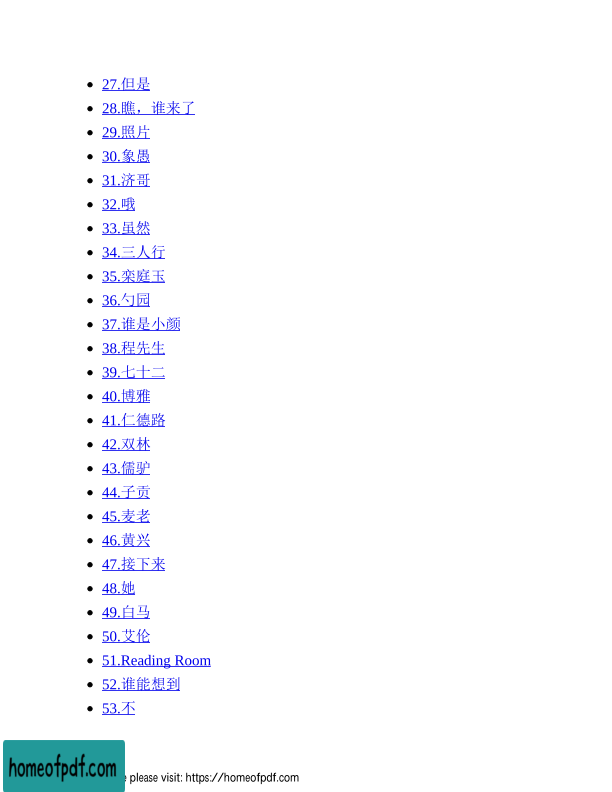 27.但是
28.瞧，谁来了
29.照片
30.象愚
31.济哥
32.哦
33.虽然
34.三人行
35.栾庭玉
36.勺园
37.谁是小颜
38.程先生
39.七十二
40.博雅
41.仁德路
42.双林
43.儒驴
44.子贡
45.麦老
46.黄兴
47.接下来
48.她
49.白马
50.艾伦
51.Reading Room
52.谁能想到
53.不
homeofpdf.com
please visit: https://homeofpdf.com